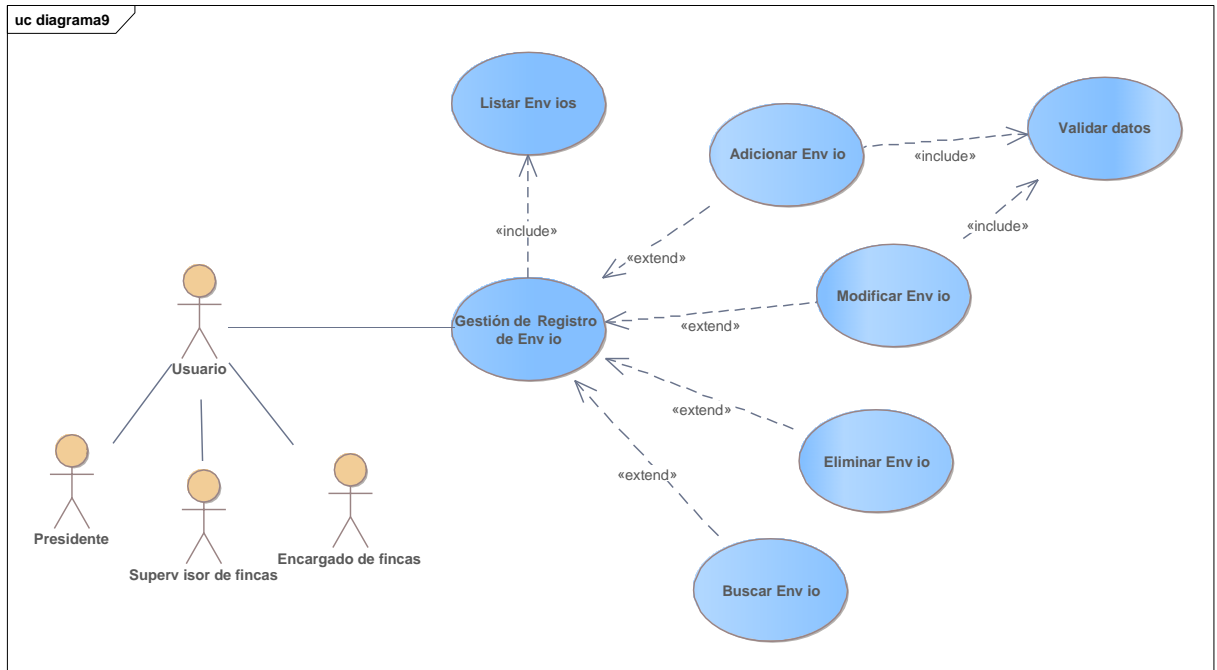 uc diagrama9
Listar Env ios
Adicionar Env io
Validar datos
«include»
«include»
«include»
«extend»
Modificar Env io
Gestión de Registro
de Env io
«extend»
Usuario
«extend»
Eliminar Env io
«extend»
Presidente
Superv isor de fincas
Encargado de fincas
Buscar Env io